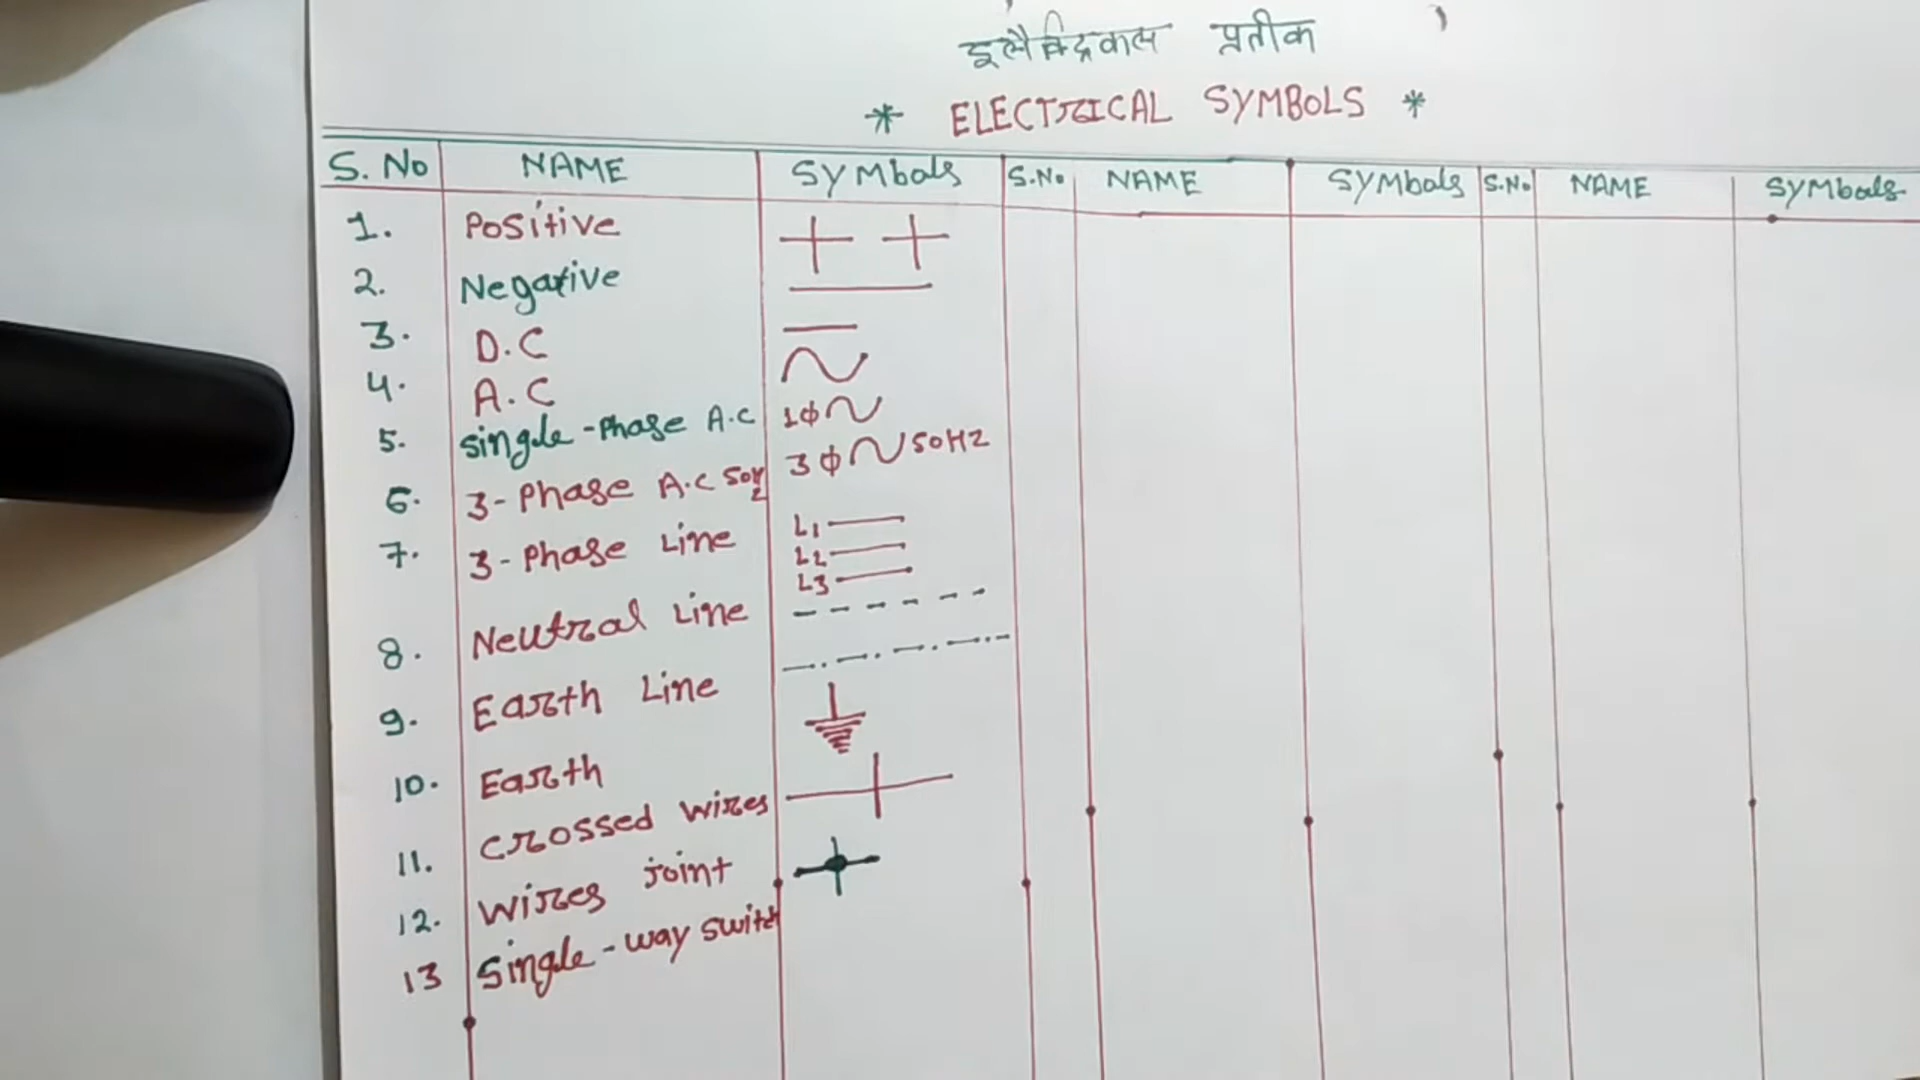 इलैक्ट्रिकल प्रतीक
* ELECTRICAL SYMBOLS *
S. No NAME SYMbols S.No NAME SYMbols S.No NAME SYMbols
1. Positive + +
2. Negative —
3. D.C —
4. A.C ~
5. Single-Phase A.C 1ф~
6. 3-Phase A.C 50Hz 3ф~50HZ
7. 3-Phase Line L1
L2
L3
8. Neutral Line
9. Earth Line
10. Earth
11. Crossed wires
12. Wires joint
13 Single-way switch